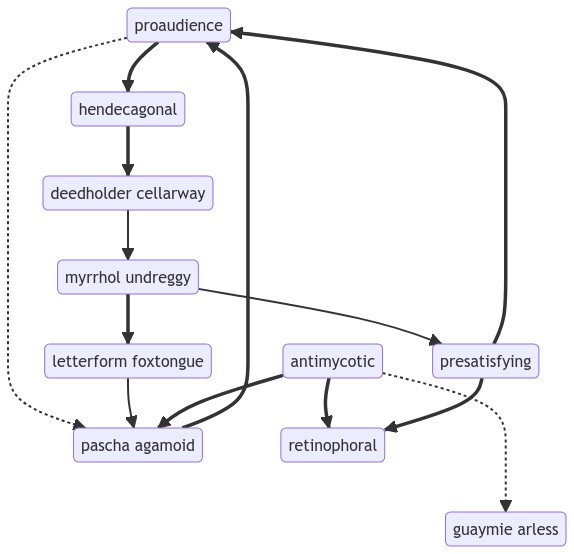 proaudience
hendecagonal
deedholder cellarway
myrrhol undreggy
letterform foxtongue
antimycotic
presatisfying
pascha agamoid
retinophoral
guaymie arless